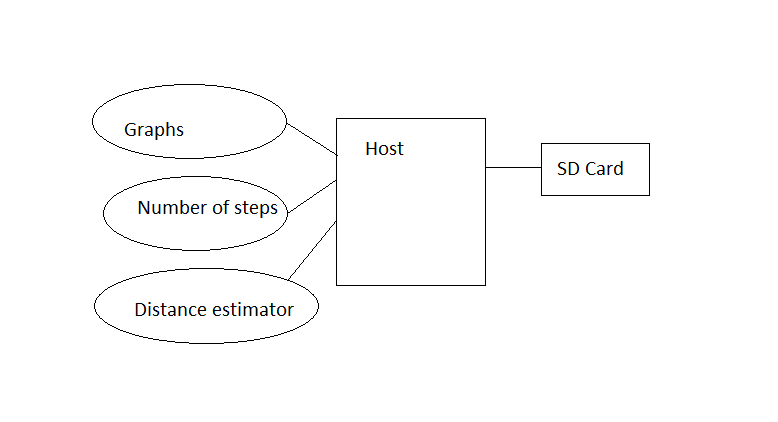 Graphs
Number of steps
Distance estimator
Host
SD Card